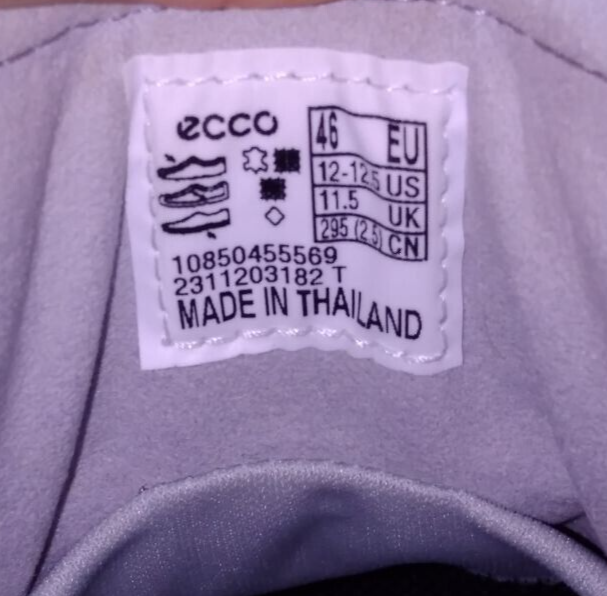 ecco
46 EU
12-12.5 US
11.5 UK
295 (2.5) CN
10850455569
2311203182 T
MADE IN THAILAND